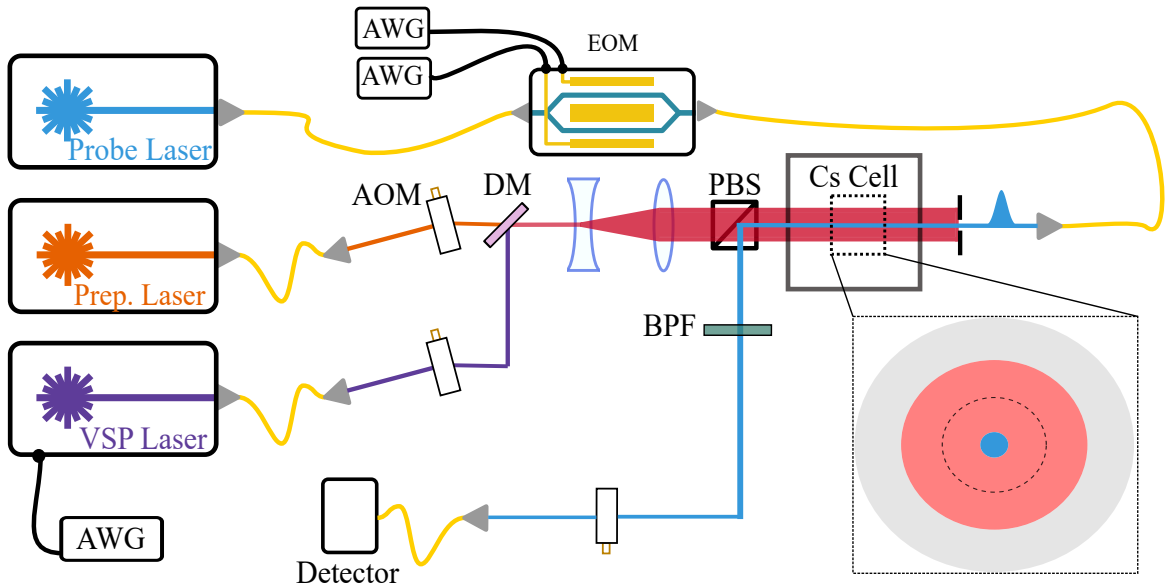 AWG
EOM
AWG
Probe Laser
AOM
DM
PBS
Cs Cell
Prep. Laser
BPF
VSP Laser
AWG
Detector